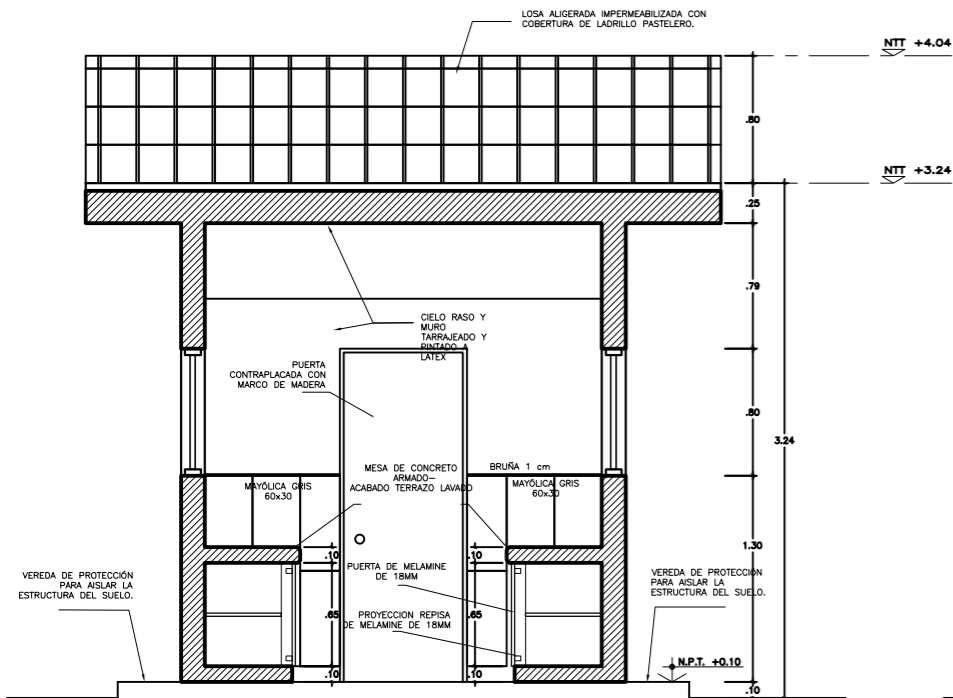 LOSA ALIGERADA IMPERMEABILIZADA CON
COBERTURA DE LADRILLO PASTELERO.
NTT +4.04
.80
NTT +3.24
.25
.79
CIELO RASO Y
MURO
TARRAJEADO Y
PINTADO A
LATEX
PUERTA
CONTRAPLACADA CON
MARCO DE MADERA
.80
3.24
MESA DE CONCRETO
ARMADO-
ACABADO TERRAZO LAVADO
BRUÑA 1 cm
MAYÓLICA GRIS
60x30
MAYÓLICA GRIS
60x30
1.30
.10
.10
PUERTA DE MELAMINE
DE 18MM
VEREDA DE PROTECCIÓN
PARA AISLAR LA
ESTRUCTURA DEL SUELO.
VEREDA DE PROTECCIÓN
PARA AISLAR LA
ESTRUCTURA DEL SUELO.
.65
.65
PROYECCION REPISA
DE MELAMINE DE 18MM
N.P.T. +0.10
.10
.10
.10